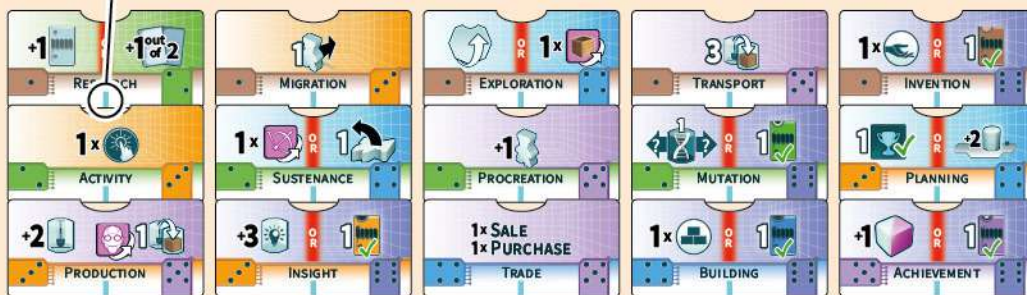 +1
OR
+1 out of 2
RESEARCH
1
MIGRATION
OR
1x
EXPLORATION
3
TRANSPORT
1x
OR
1
INVENTION
1x
ACTIVITY
1x
OR
1
SUSTENANCE
+1
PROCREATION
? 1 ?
OR
1
MUTATION
1
OR
+2
PLANNING
+2
1
PRODUCTION
+3
OR
1
INSIGHT
1x SALE
1x PURCHASE
TRADE
1x
OR
1
BUILDING
+1
OR
1
ACHIEVEMENT